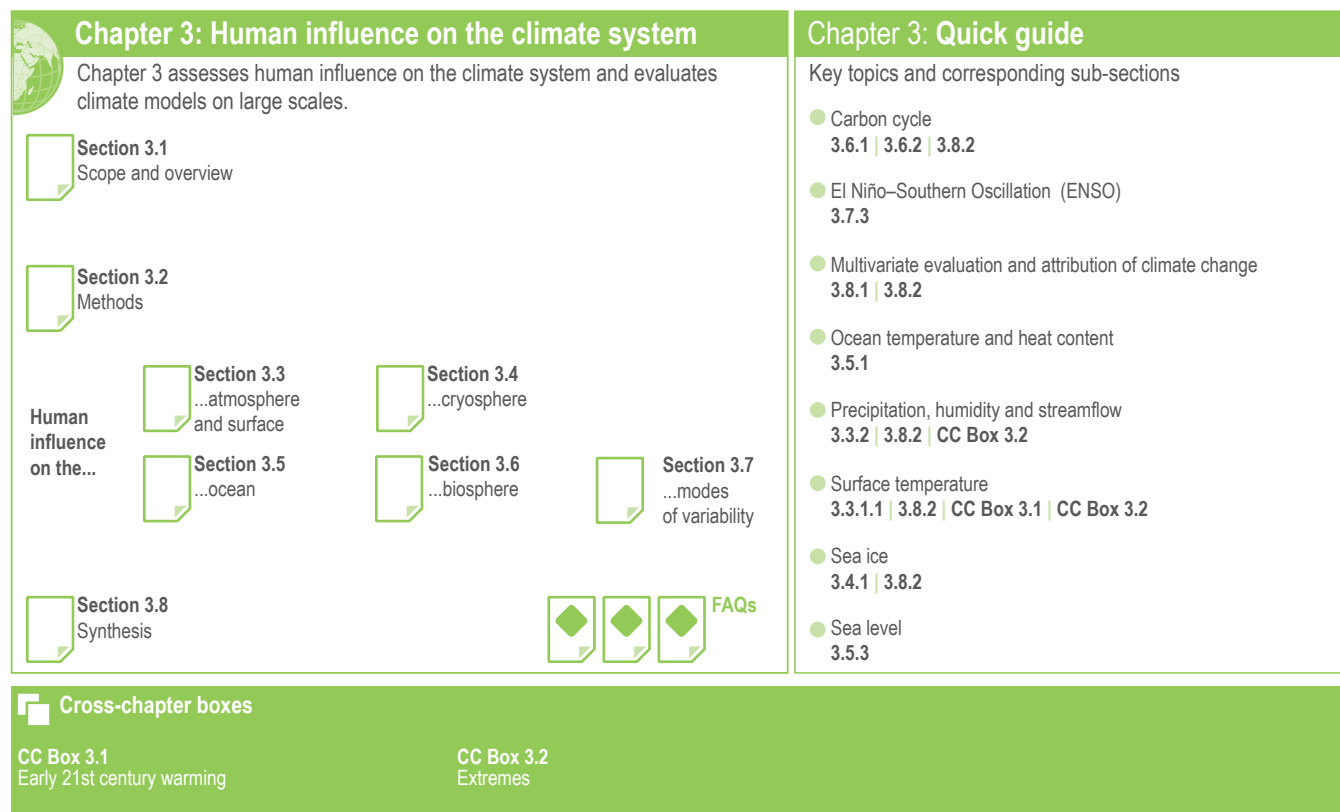 Chapter 3: Human influence on the climate system
Chapter 3 assesses human influence on the climate system and evaluates
climate models on large scales.
Section 3.1
Scope and overview
Section 3.2
Methods
Human
influence
on the...
Section 3.3
...atmosphere
and surface
Section 3.4
...cryosphere
Section 3.5
...ocean
Section 3.6
...biosphere
Section 3.7
...modes
of variability
Section 3.8
Synthesis
FAQs
Chapter 3: Quick guide
Key topics and corresponding sub-sections
Carbon cycle
3.6.1 | 3.6.2 | 3.8.2
El Niño–Southern Oscillation (ENSO)
3.7.3
Multivariate evaluation and attribution of climate change
3.8.1 | 3.8.2
Ocean temperature and heat content
3.5.1
Precipitation, humidity and streamflow
3.3.2 | 3.8.2 | CC Box 3.2
Surface temperature
3.3.1.1 | 3.8.2 | CC Box 3.1 | CC Box 3.2
Sea ice
3.4.1 | 3.8.2
Sea level
3.5.3
Cross-chapter boxes
CC Box 3.1
Early 21st century warming
CC Box 3.2
Extremes